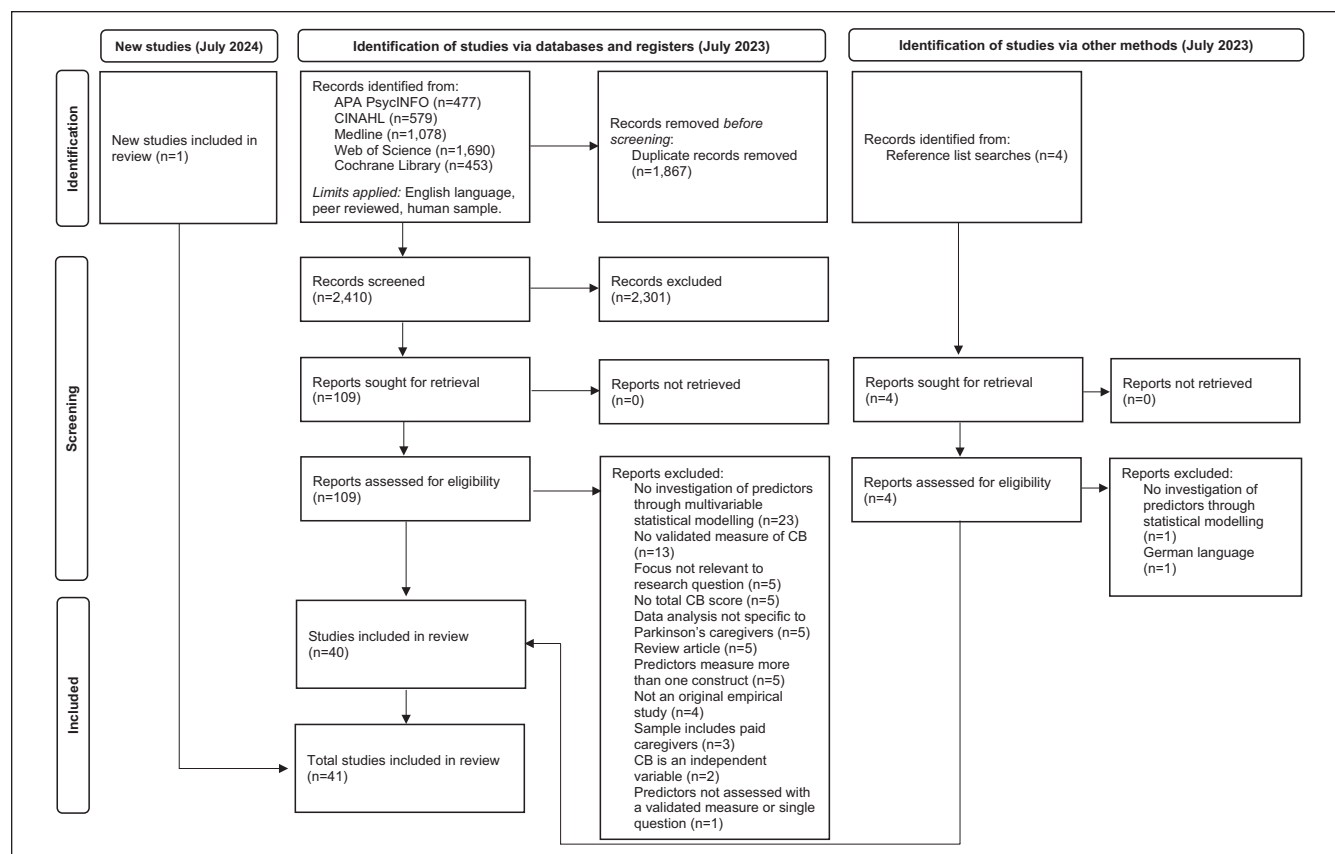 New studies (July 2024)
Identification of studies via databases and registers (July 2023)
Identification of studies via other methods (July 2023)
Identification
New studies included in
review (n=1)
Records identified from:
APA PsycINFO (n=477)
CINAHL (n=579)
Medline (n=1,078)
Web of Science (n=1,690)
Cochrane Library (n=453)
Limits applied: English language,
peer reviewed, human sample.
Records removed before
screening:
Duplicate records removed
(n=1,867)
Records identified from:
Reference list searches (n=4)
Screening
Records screened
(n=2,410)
Records excluded
(n=2,301)
Reports sought for retrieval
(n=109)
Reports not retrieved
(n=0)
Reports sought for retrieval
(n=4)
Reports not retrieved
(n=0)
Reports assessed for eligibility
(n=109)
Reports excluded:
No investigation of predictors
through multivariable
statistical modelling (n=23)
No validated measure of CB
(n=13)
Focus not relevant to
research question (n=5)
No total CB score (n=5)
Data analysis not specific to
Parkinson's caregivers (n=5)
Review article (n=5)
Predictors measure more
than one construct (n=5)
Not an original empirical
study (n=4)
Sample includes paid
caregivers (n=3)
CB is an independent
variable (n=2)
Predictors not assessed with
a validated measure or single
question (n=1)
Reports assessed for eligibility
(n=4)
Reports excluded:
No investigation of
predictors through
statistical modelling
(n=1)
German language
(n=1)
Included
Studies included in review
(n=40)
Total studies included in review
(n=41)